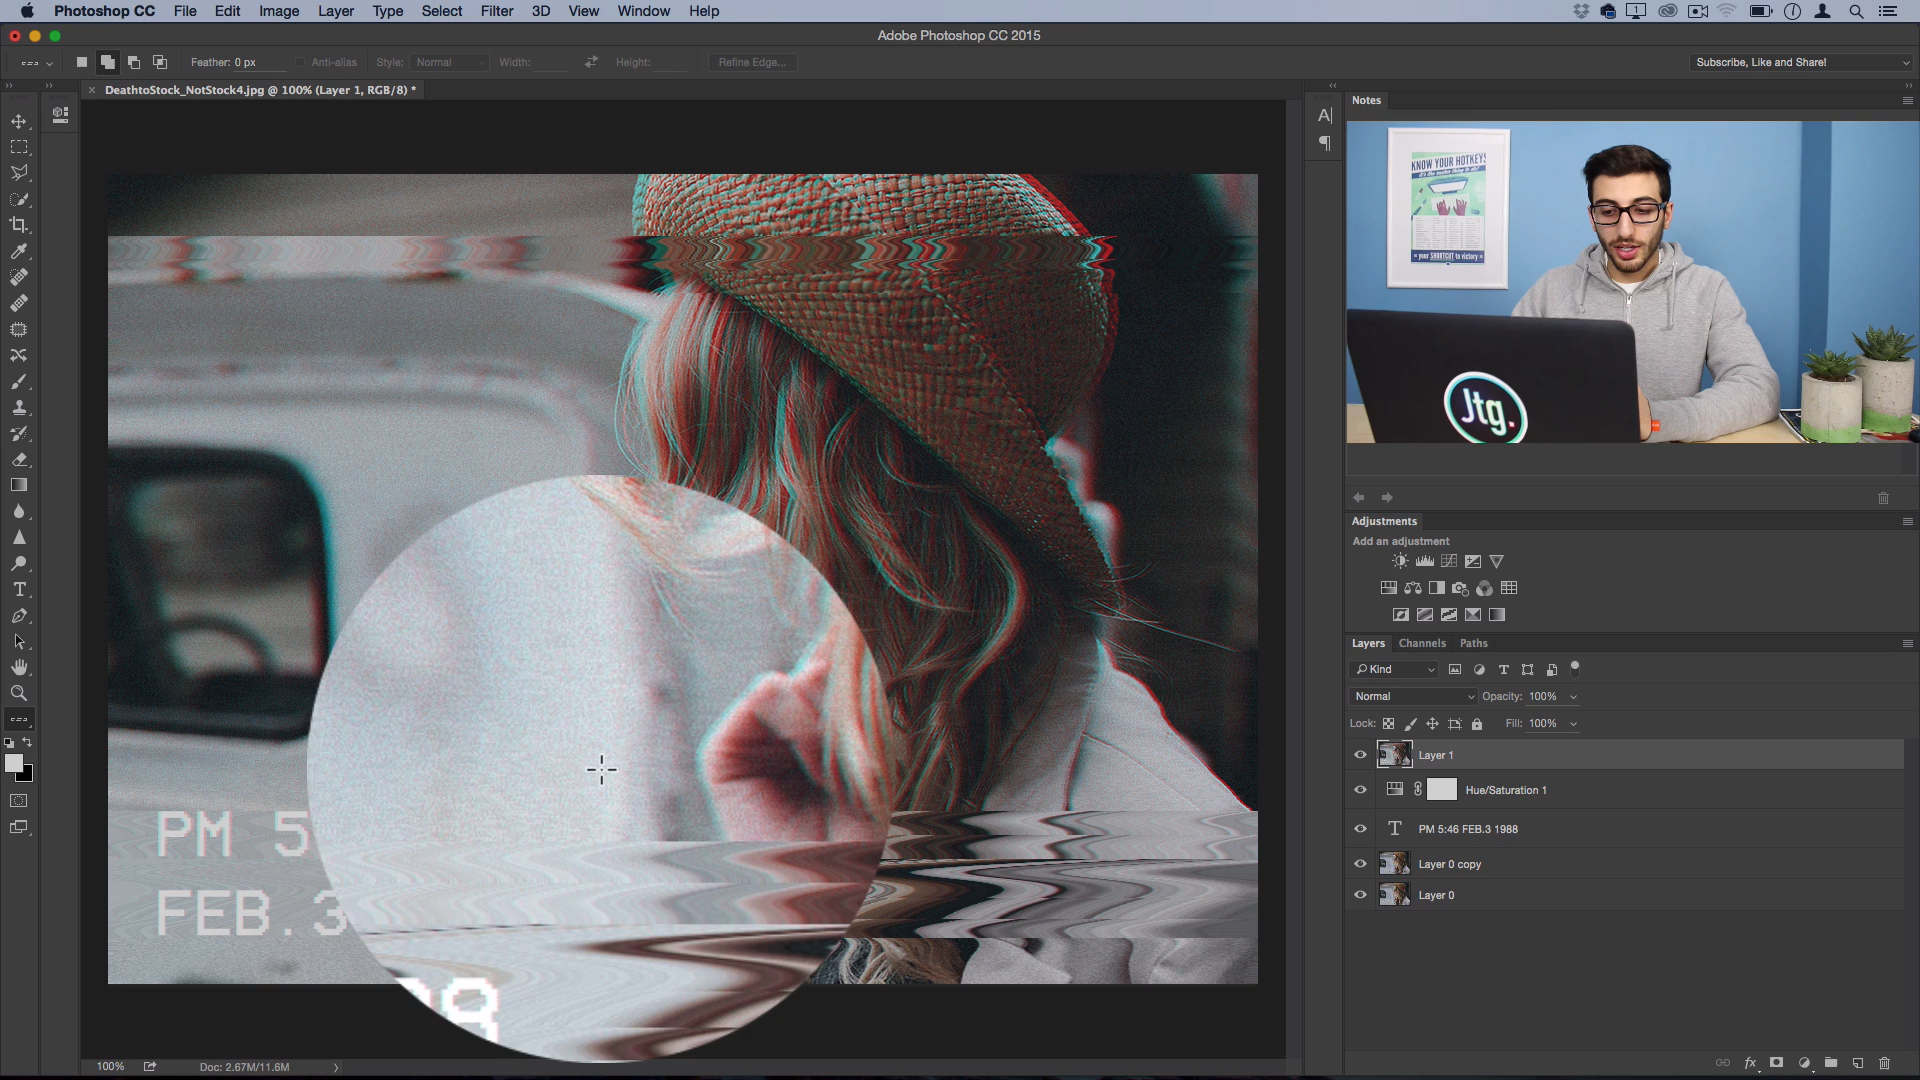 Photoshop CC File Edit Image Layer Type Select Filter 3D View Window Help
Adobe Photoshop CC 2015
Feather: 0 px Anti-alias Style: Normal Width: Height: Refine Edge... Subscribe, Like and Share!
DeathtoStock_NotStock4.jpg @ 100% (Layer 1, RGB/8) *
Notes
KNOW YOUR HOTKEYS
your SHORTCUT to victory
Jtg.
Adjustments
Add an adjustment
Layers Channels Paths
Kind
Normal Opacity: 100%
Lock: Fill: 100%
Layer 1
Hue/Saturation 1
PM 5:46 FEB.3 1988
Layer 0 copy
Layer 0
PM 5
FEB.3
100% Doc: 2.67M/11.6M